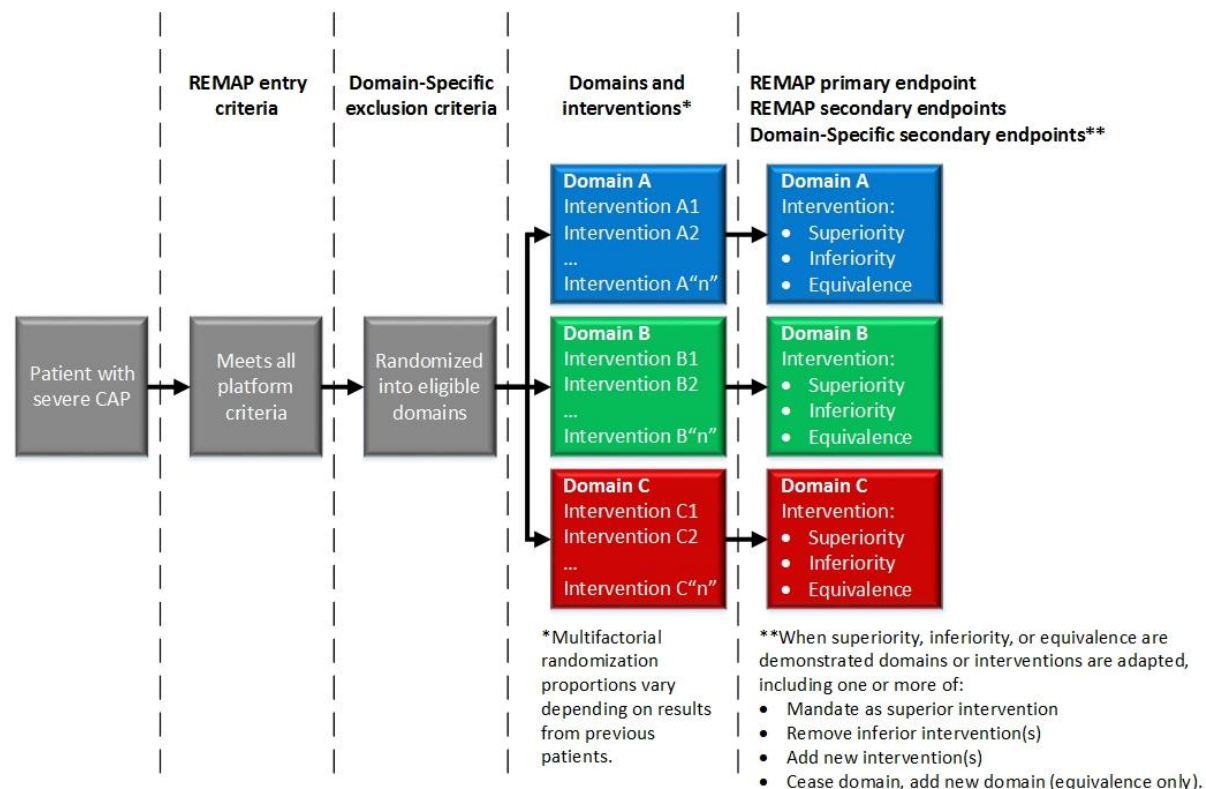 REMAP entry
criteria
Domain-Specific
exclusion criteria
Domains and
interventions*
REMAP primary endpoint
REMAP secondary endpoints
Domain-Specific secondary endpoints**
Patient with
severe CAP
Meets all
platform
criteria
Randomized
into eligible
domains
Domain A
Intervention A1
Intervention A2
...
Intervention A“n”
Domain A
Intervention:
• Superiority
• Inferiority
• Equivalence
Domain B
Intervention B1
Intervention B2
...
Intervention B“n”
Domain B
Intervention:
• Superiority
• Inferiority
• Equivalence
Domain C
Intervention C1
Intervention C2
...
Intervention C“n”
Domain C
Intervention:
• Superiority
• Inferiority
• Equivalence
*Multifactorial
randomization
proportions vary
depending on results
from previous
patients.
**When superiority, inferiority, or equivalence are
demonstrated domains or interventions are adapted,
including one or more of:
• Mandate as superior intervention
• Remove inferior intervention(s)
• Add new intervention(s)
• Cease domain, add new domain (equivalence only).